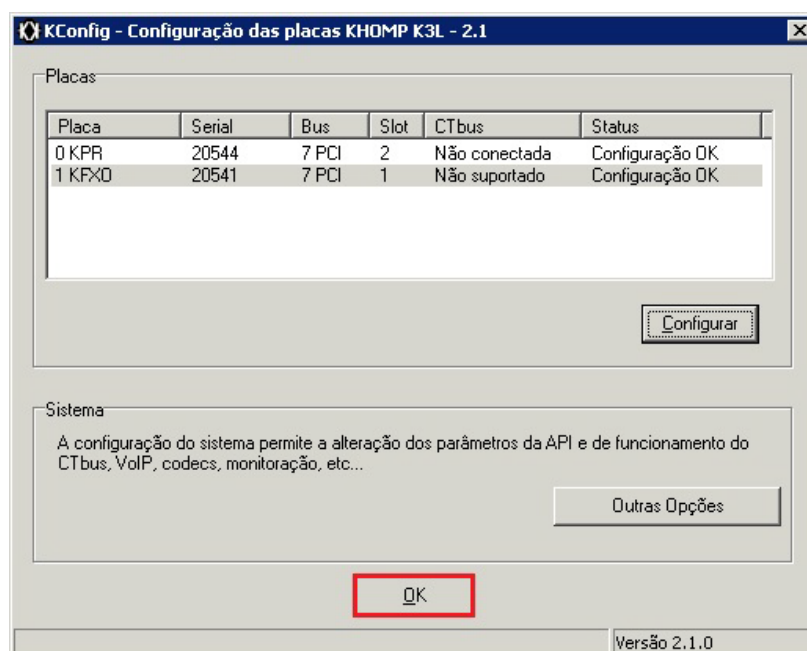 KConfig - Configuração das placas KHOMP K3L - 2.1
Placas
Placa Serial Bus Slot CTbus Status
0 KPR 20544 7 PCI 2 Não conectada Configuração OK
1 KFXO 20541 7 PCI 1 Não suportado Configuração OK
Configurar
Sistema
A configuração do sistema permite a alteração dos parâmetros da API e de funcionamento do
CTbus, VoIP, codecs, monitoração, etc...
Outras Opções
OK
Versão 2.1.0